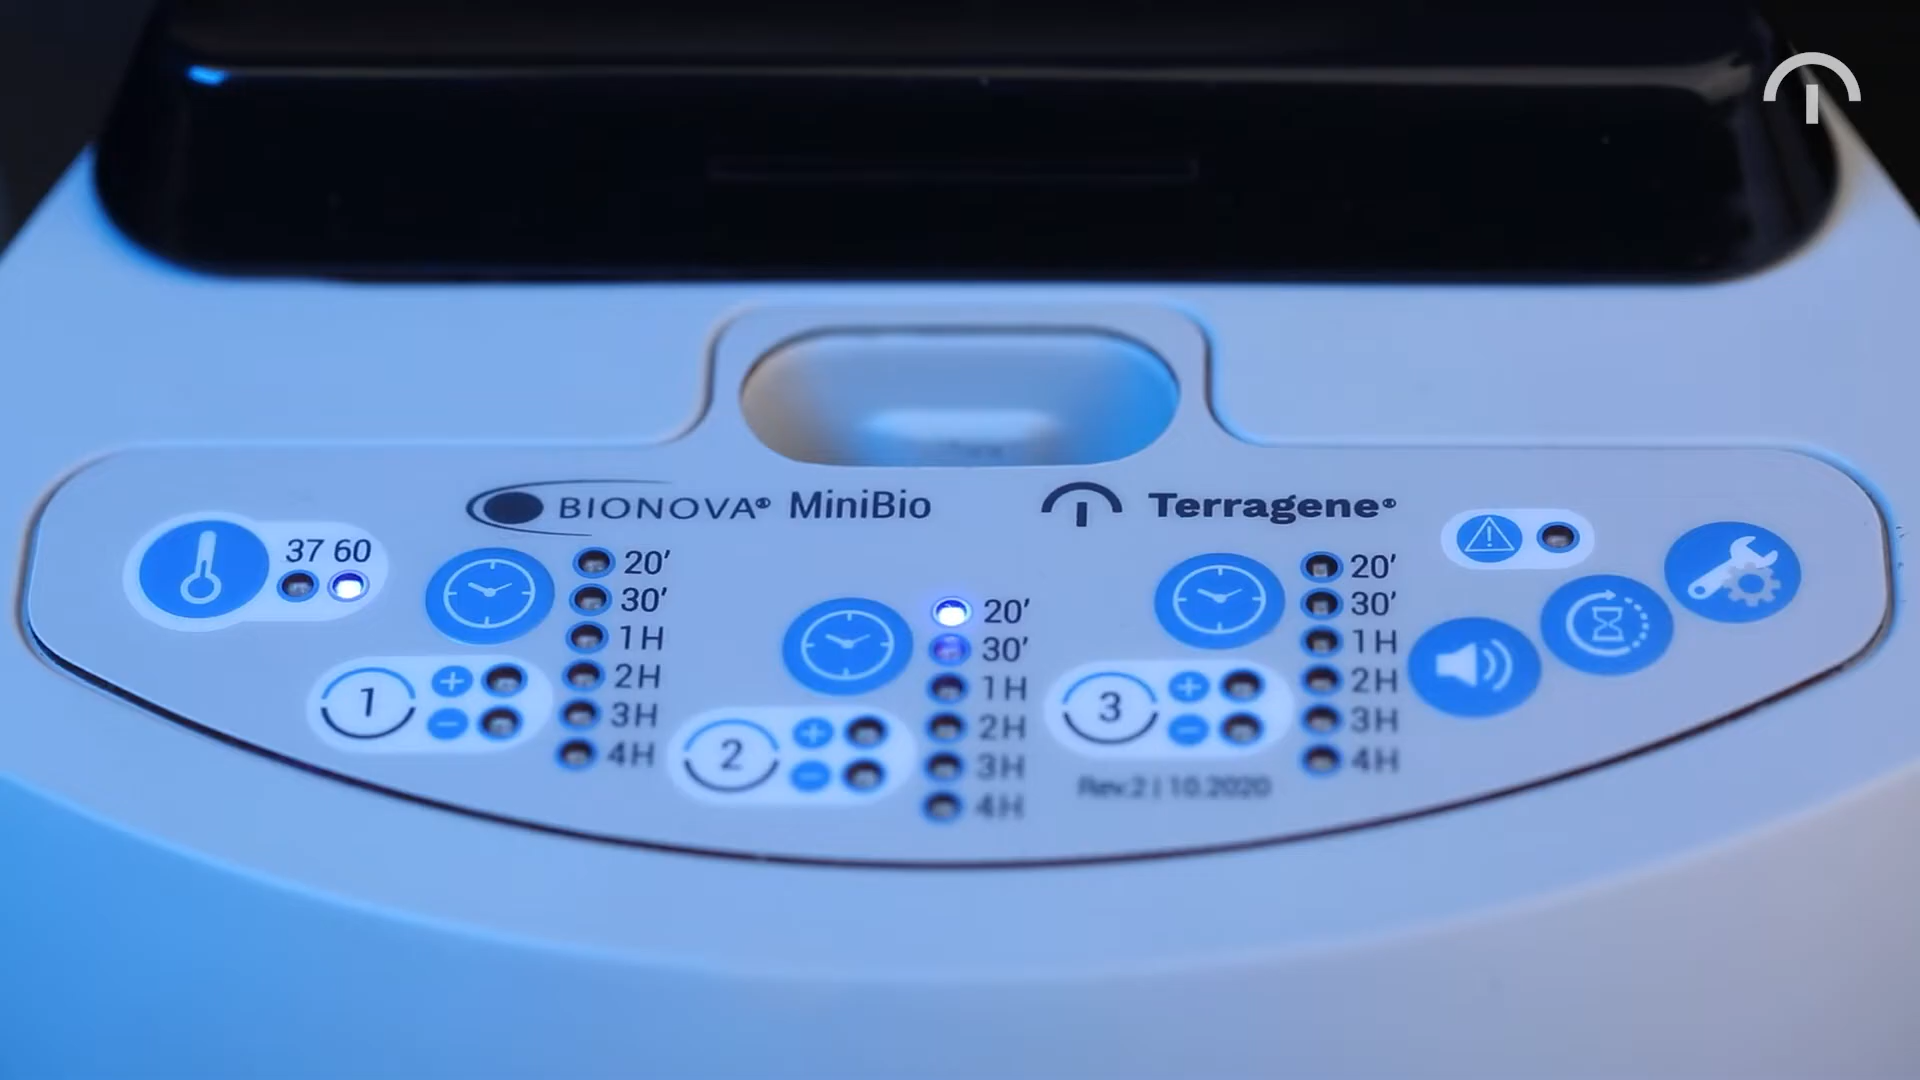 BIONOVA® MiniBio
Terragene®
37 60
20′
30′
1H
2H
3H
4H
1
+
−
20′
30′
1H
2H
3H
4H
2
+
−
20′
30′
1H
2H
3H
4H
3
+
−
Rev.2 | 10.2020